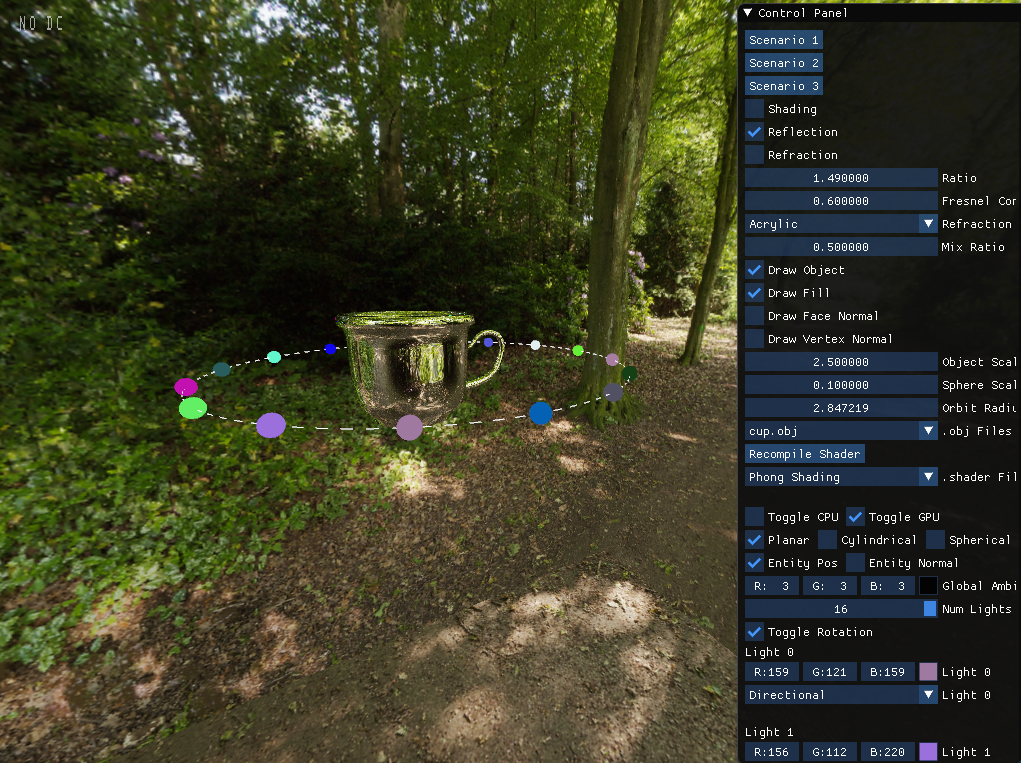 NO DC
Control Panel
Scenario 1
Scenario 2
Scenario 3
Shading
Reflection
Refraction
1.490000 Ratio
0.600000 Fresnel Cor
Acrylic Refraction
0.500000 Mix Ratio
Draw Object
Draw Fill
Draw Face Normal
Draw Vertex Normal
2.500000 Object Scal
0.100000 Sphere Scal
2.847219 Orbit Radiu
cup.obj .obj Files
Recompile Shader
Phong Shading .shader Fil
Toggle CPU Toggle GPU
Planar Cylindrical Spherical
Entity Pos Entity Normal
R: 3 G: 3 B: 3 Global Ambi
16 Num Lights
Toggle Rotation
Light 0
R:159 G:121 B:159 Light 0
Directional Light 0
Light 1
R:156 G:112 B:220 Light 1